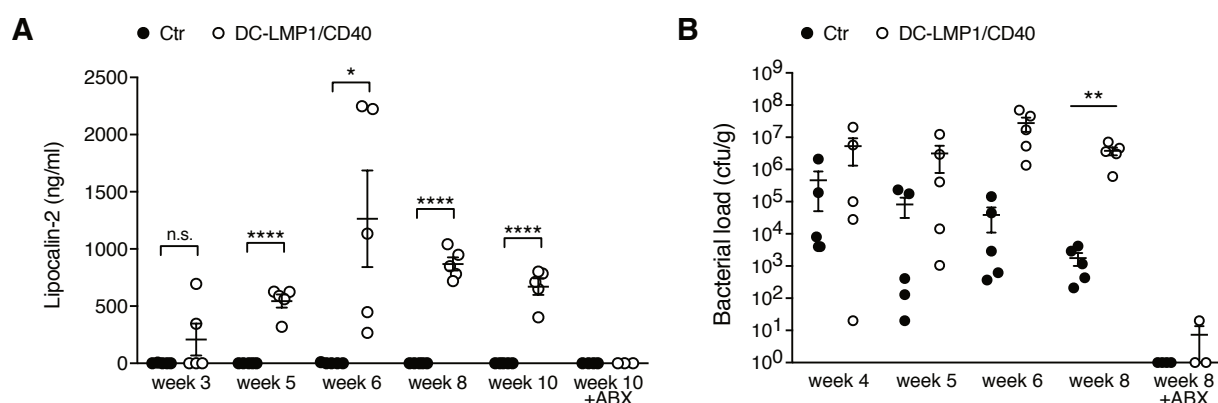 A
Ctr DC-LMP1/CD40
Lipocalin-2 (ng/ml)
2500
2000
1500
1000
500
0
n.s.
****
*
****
****
week 3 week 5 week 6 week 8 week 10 week 10
+ABX
B
Ctr DC-LMP1/CD40
Bacterial load (cfu/g)
10⁹
10⁸
10⁷
10⁶
10⁵
10⁴
10³
10²
10¹
10⁰
**
week 4 week 5 week 6 week 8 week 8
+ABX